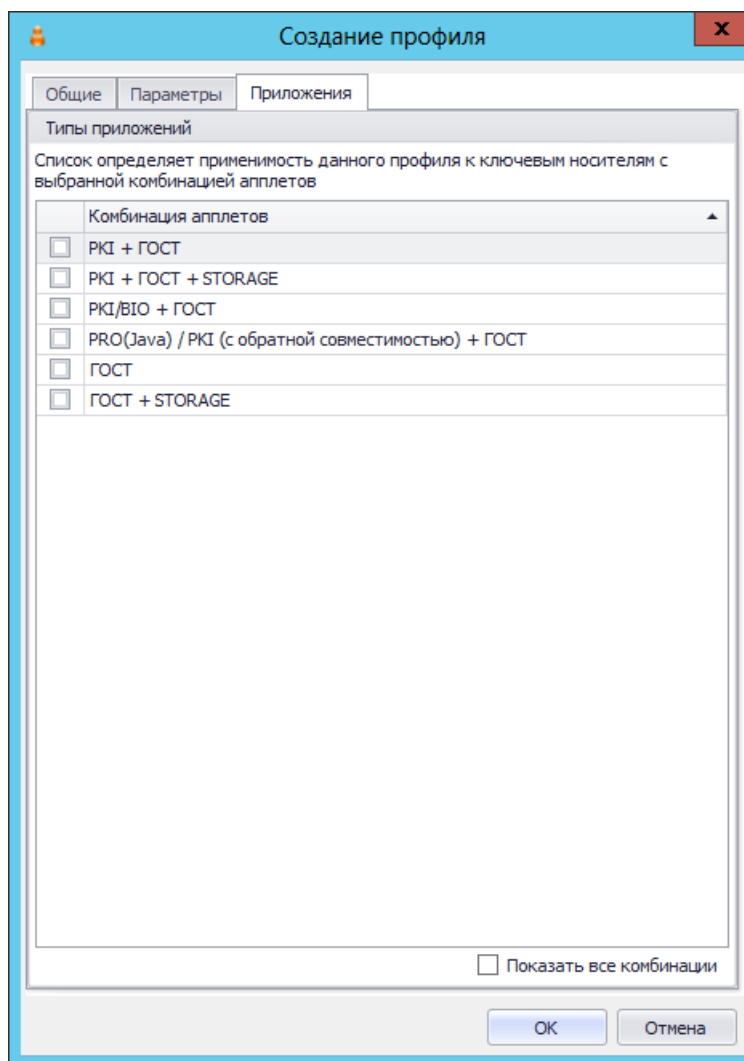 Создание профиля
x
Общие Параметры Приложения
Типы приложений
Список определяет применимость данного профиля к ключевым носителям с
выбранной комбинацией апплетов
Комбинация апплетов
PKI + ГОСТ
PKI + ГОСТ + STORAGE
PKI/BIO + ГОСТ
PRO(Java) / PKI (с обратной совместимостью) + ГОСТ
ГОСТ
ГОСТ + STORAGE
Показать все комбинации
ОК Отмена